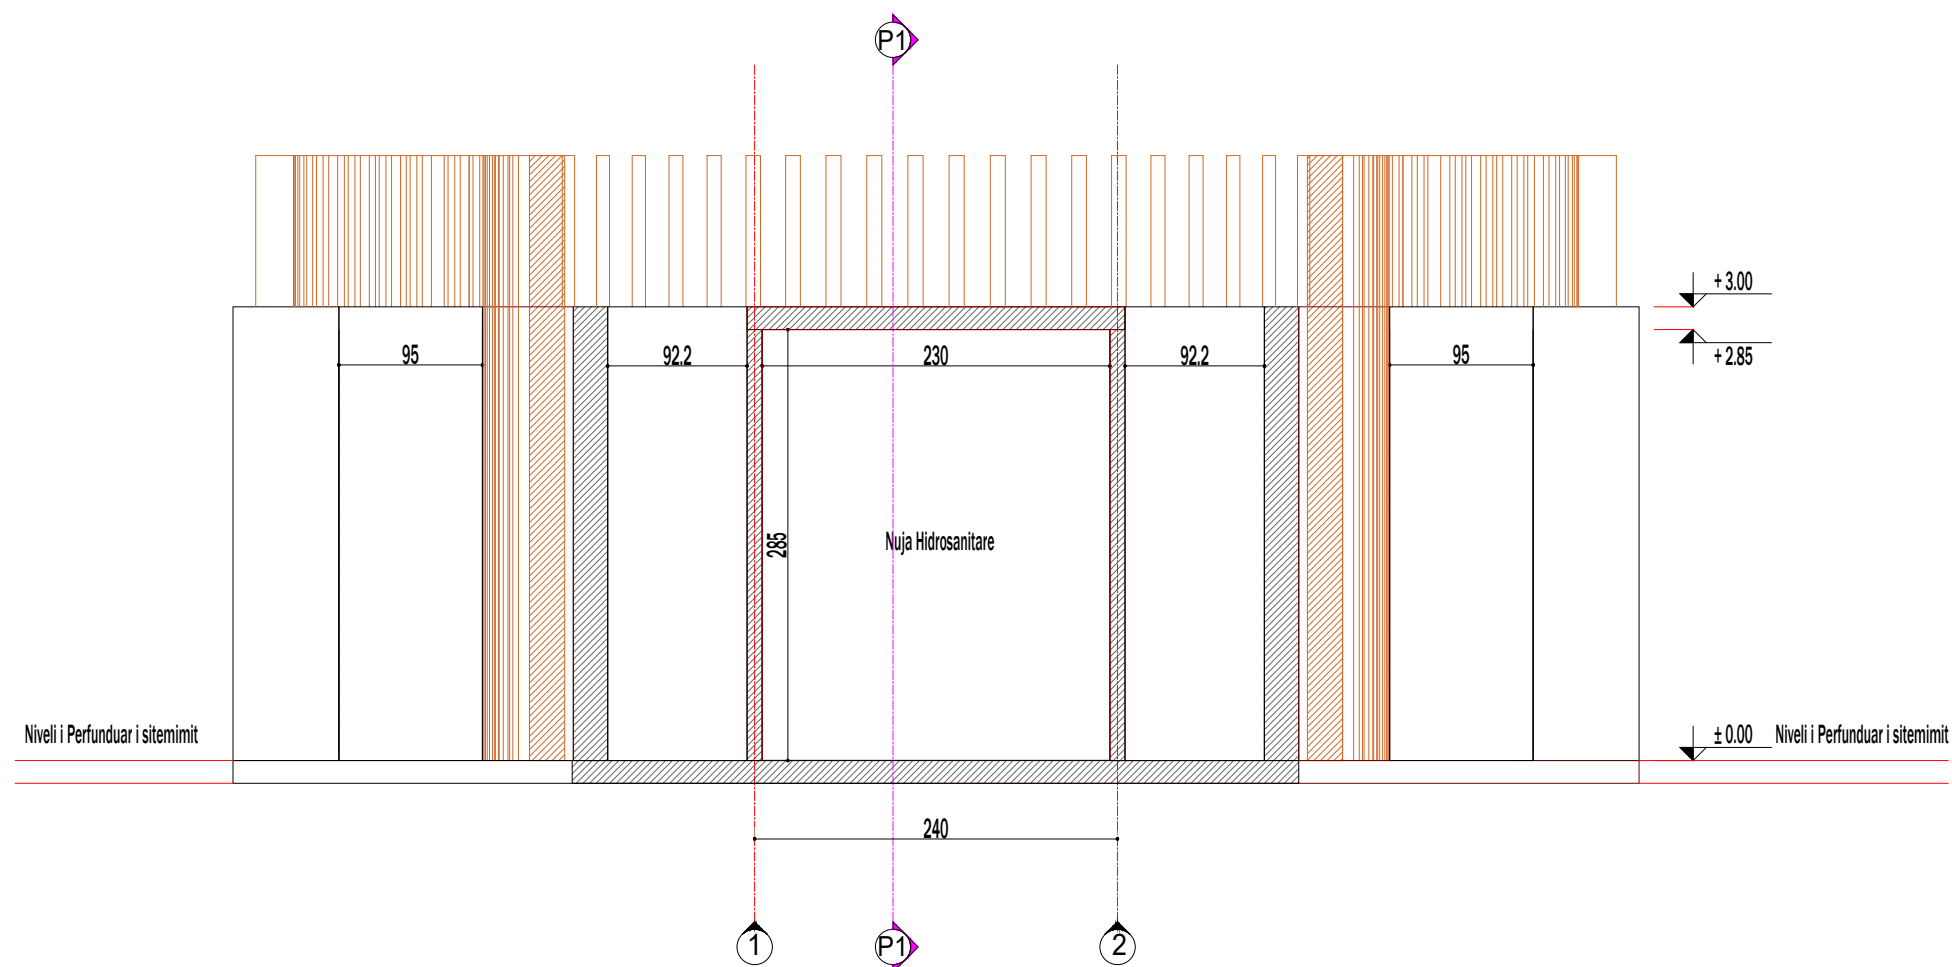 P1
+ 3.00
95
92.2
230
92.2
95
+ 2.85
285
Nuja Hidrosanitare
Niveli i Perfunduar i sitemimit
± 0.00
Niveli i Perfunduar i sitemimit
240
1
P1
2